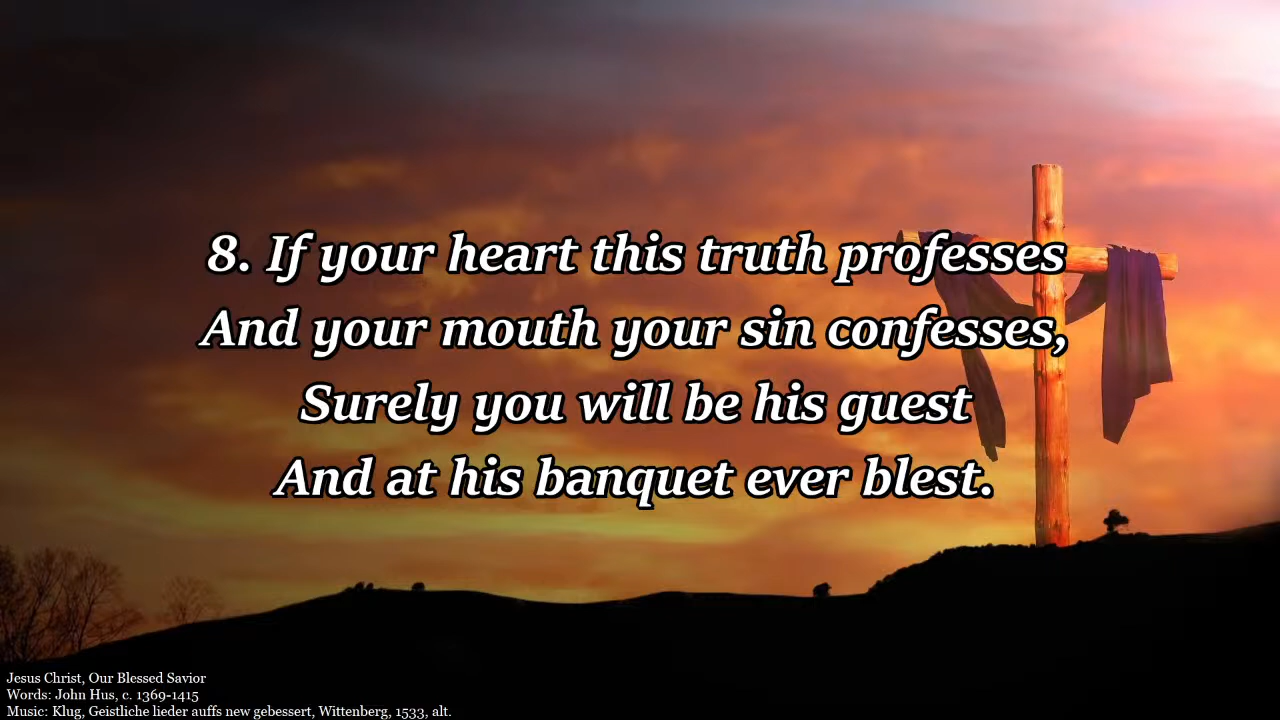 8. If your heart this truth professes
And your mouth your sin confesses,
Surely you will be his guest
And at his banquet ever blest.
Jesus Christ, Our Blessed Savior
Words: John Hus, c. 1369-1415
Music: Klug, Geistliche lieder auffs new gebessert, Wittenberg, 1533, alt.